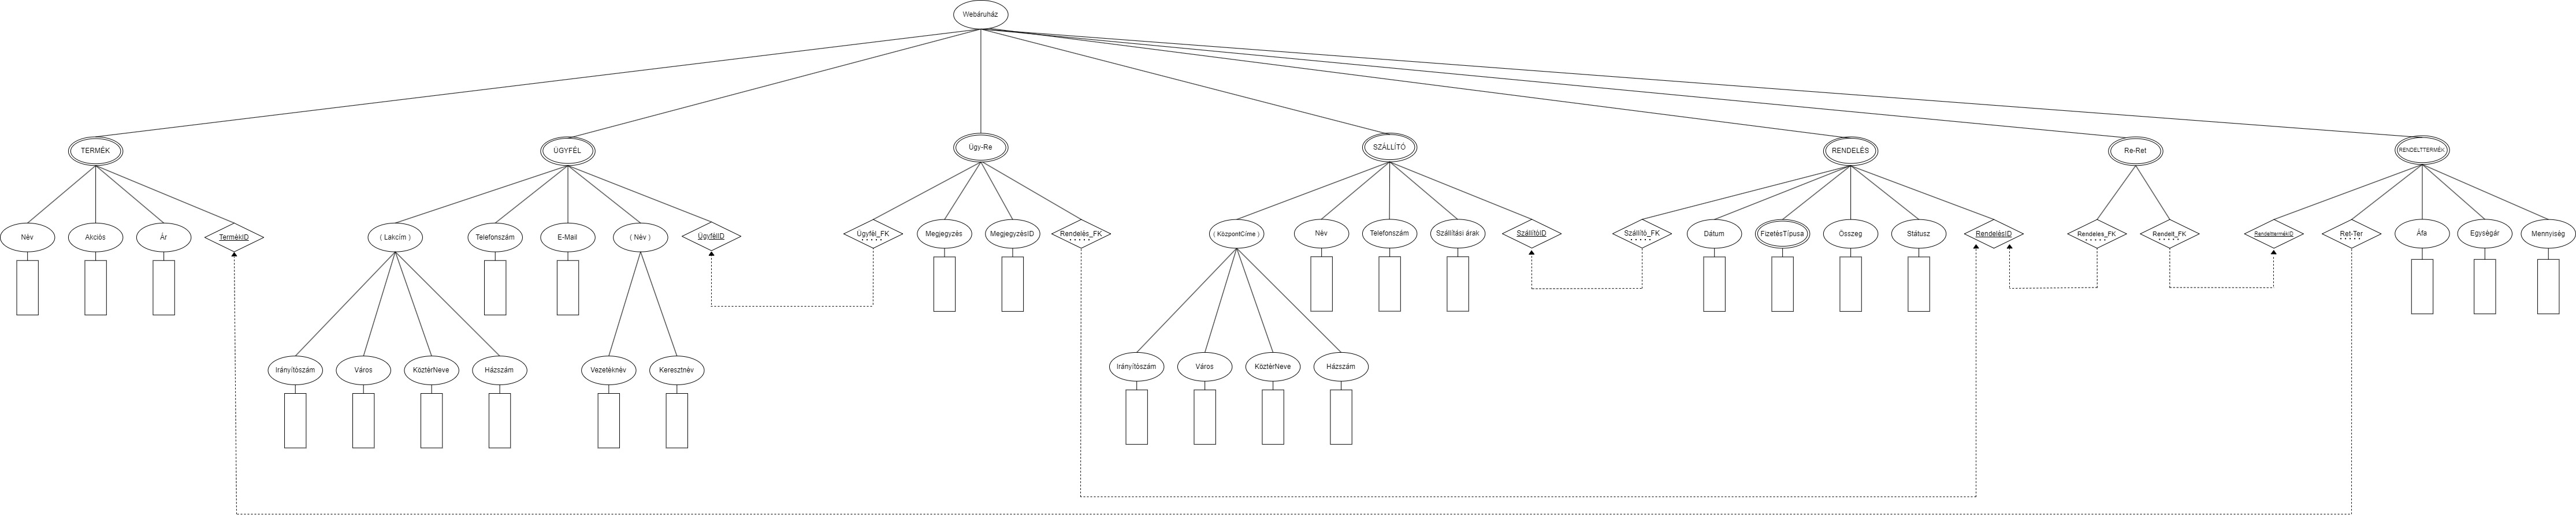 Webáruház
TERMÉK
ÜGYFÉL
Ügy-Re
SZÁLLÍTÓ
RENDELÉS
Re-Ret
RENDELTTERMÉK
Név
Akciós
Ár
TermékID
( Lakcím )
Telefonszám
E-Mail
( Név )
ÜgyfélID
Ügyfél_FK
Megjegyzés
MegjegyzésID
Rendelés_FK
( KözpontCíme )
Név
Telefonszám
Szállítási árak
SzállítóID
Szállító_FK
Dátum
FizetésTípusa
Összeg
Státusz
RendelésID
Rendeles_FK
Rendelt_FK
RendelttermékID
Ret-Ter
Áfa
Egységár
Mennyiség
Irányítószám
Város
KöztérNeve
Házszám
Vezetéknév
Keresztnév
Irányítószám
Város
KöztérNeve
Házszám